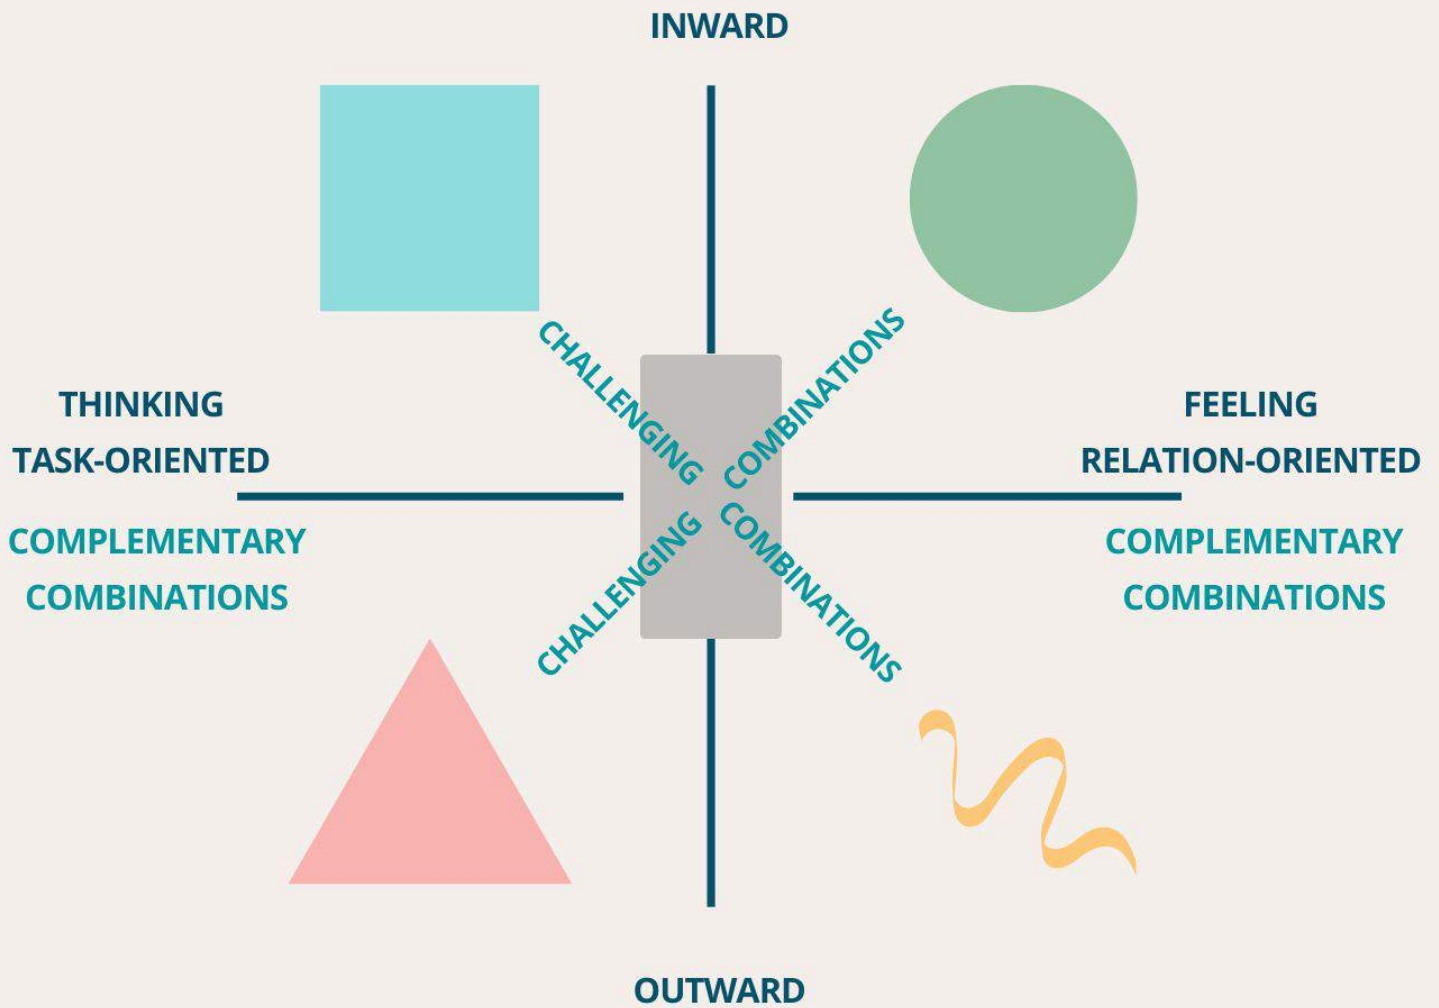 INWARD
CHALLENGING
COMBINATIONS
THINKING
TASK-ORIENTED
FEELING
RELATION-ORIENTED
COMPLEMENTARY
COMBINATIONS
COMPLEMENTARY
COMBINATIONS
CHALLENGING
COMBINATIONS
OUTWARD